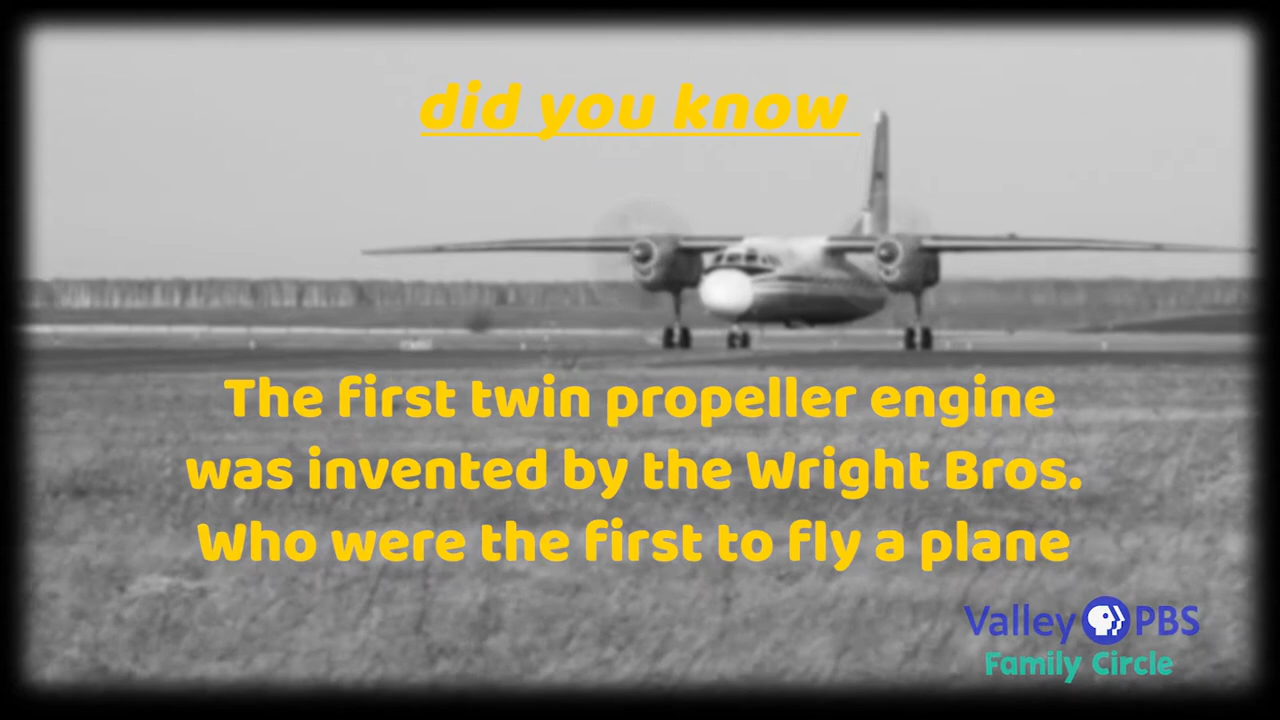 did you know
The first twin propeller engine
was invented by the Wright Bros.
Who were the first to fly a plane
Valley PBS
Family Circle